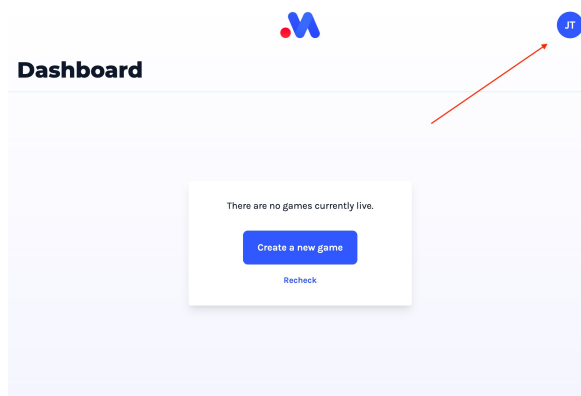 JT
Dashboard
There are no games currently live.
Create a new game
Recheck